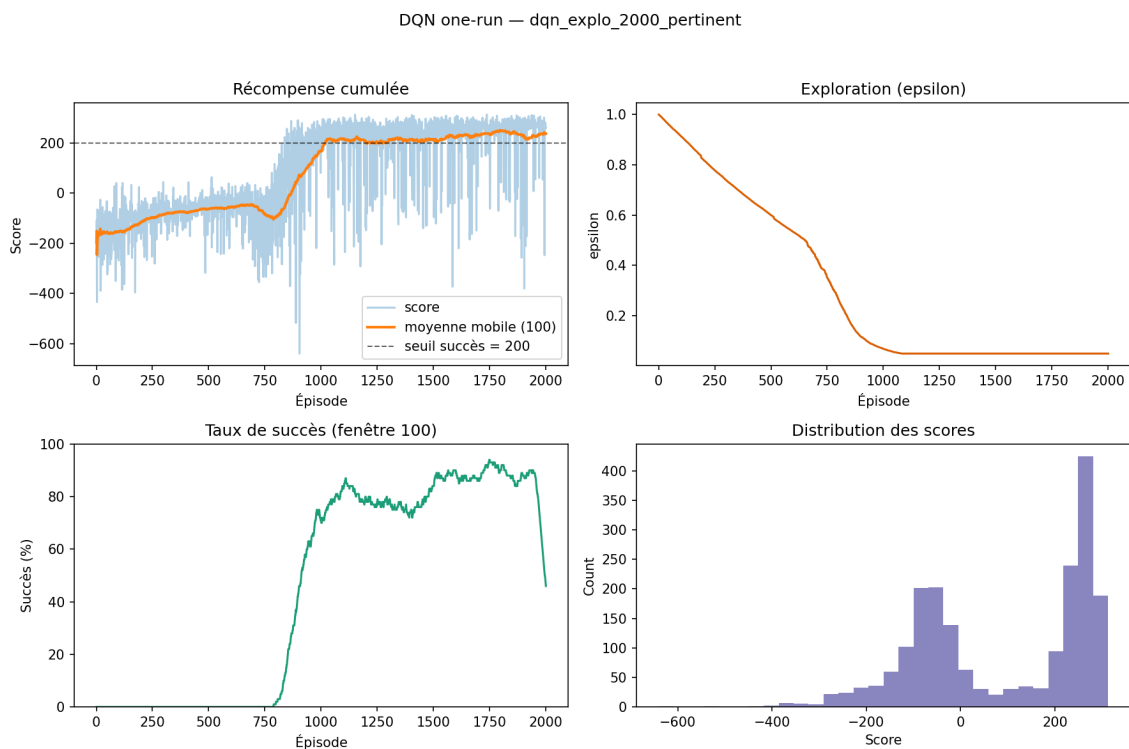 DQN one-run — dqn_explo_2000_pertinent
Récompense cumulée
Score
200
0
−200
−400
−600
score
moyenne mobile (100)
seuil succès = 200
0 250 500 750 1000 1250 1500 1750 2000
Épisode
Exploration (epsilon)
epsilon
1.0
0.8
0.6
0.4
0.2
0 250 500 750 1000 1250 1500 1750 2000
Épisode
Taux de succès (fenêtre 100)
Succès (%)
100
80
60
40
20
0
0 250 500 750 1000 1250 1500 1750 2000
Épisode
Distribution des scores
Count
400
350
300
250
200
150
100
50
0
−600 −400 −200 0 200
Score